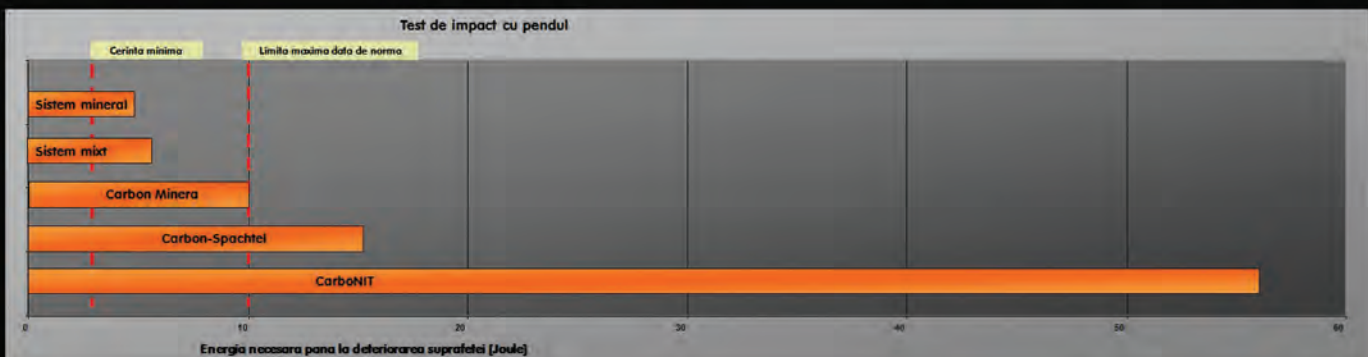 Test de impact cu pendul
Cerinta minima
Limita maxima data de norma
Sistem mineral
Sistem mixt
Carbon Minera
Carbon-Spachtel
CarboNIT
0 10 20 30 40 50 60
Energia necesara pana la deteriorarea suprafetei [Joule]